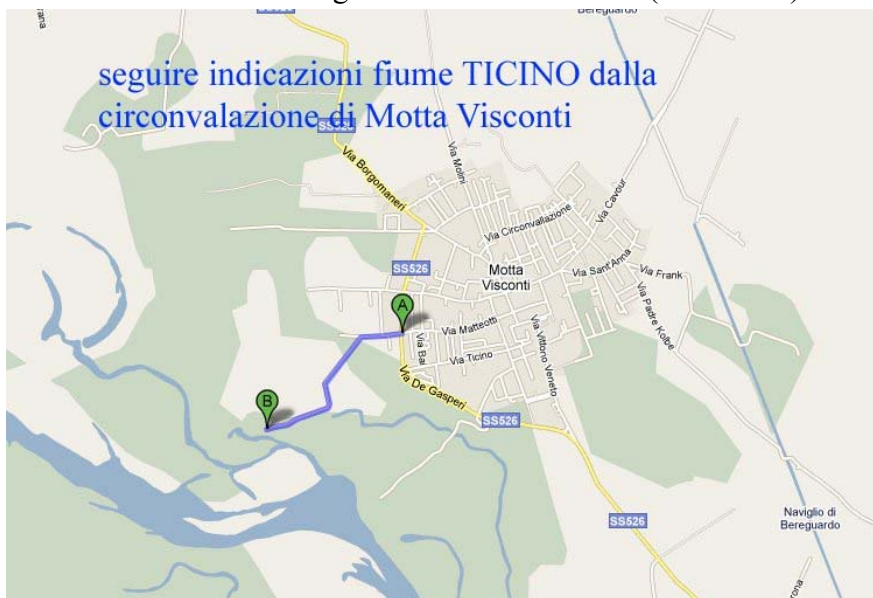 Bereguardo
seguire indicazioni fiume TICINO dalla
circonvalazione di Motta Visconti
SS526
Via Borgomaneri
Via Molini
Via Cavour
Via Circonvallazione
SS526
Motta
Visconti
Via Sant'Anna
Via Frank
Via Padre Kolbe
A
Via Matteotti
Via Bai
Via Ticino
Via Vittorio Veneto
Via De Gasperi
B
SS526
SS526
Naviglio di
Bereguardo